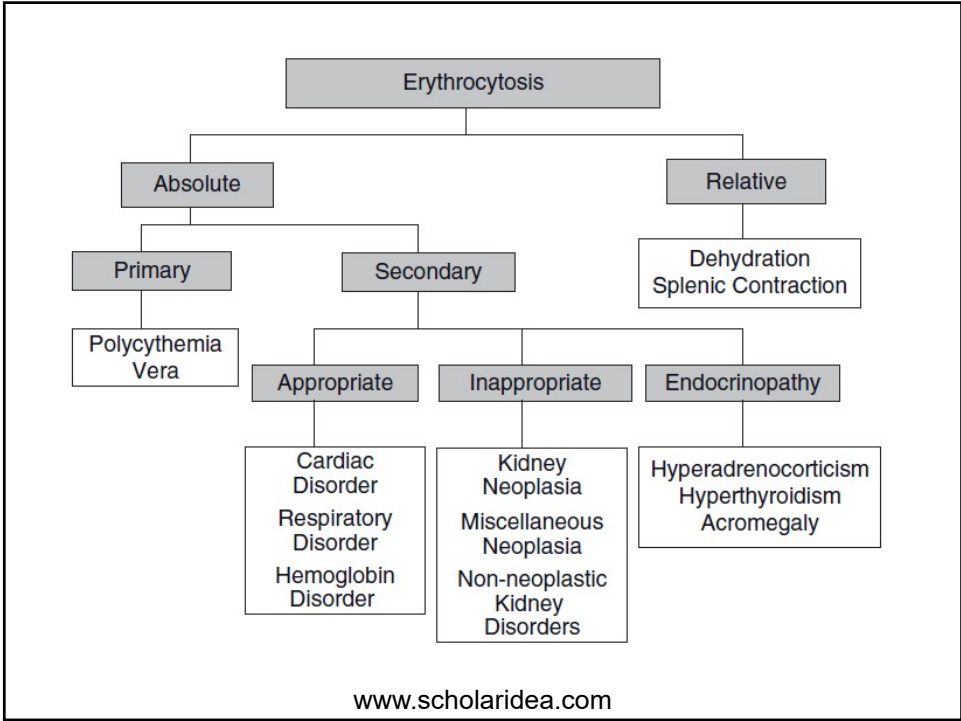 Erythrocytosis
Absolute
Relative
Primary
Secondary
Dehydration
Splenic Contraction
Polycythemia
Vera
Appropriate
Inappropriate
Endocrinopathy
Cardiac
Disorder
Respiratory
Disorder
Hemoglobin
Disorder
Kidney
Neoplasia
Miscellaneous
Neoplasia
Non-neoplastic
Kidney
Disorders
Hyperadrenocorticism
Hyperthyroidism
Acromegaly
www.scholaridea.com